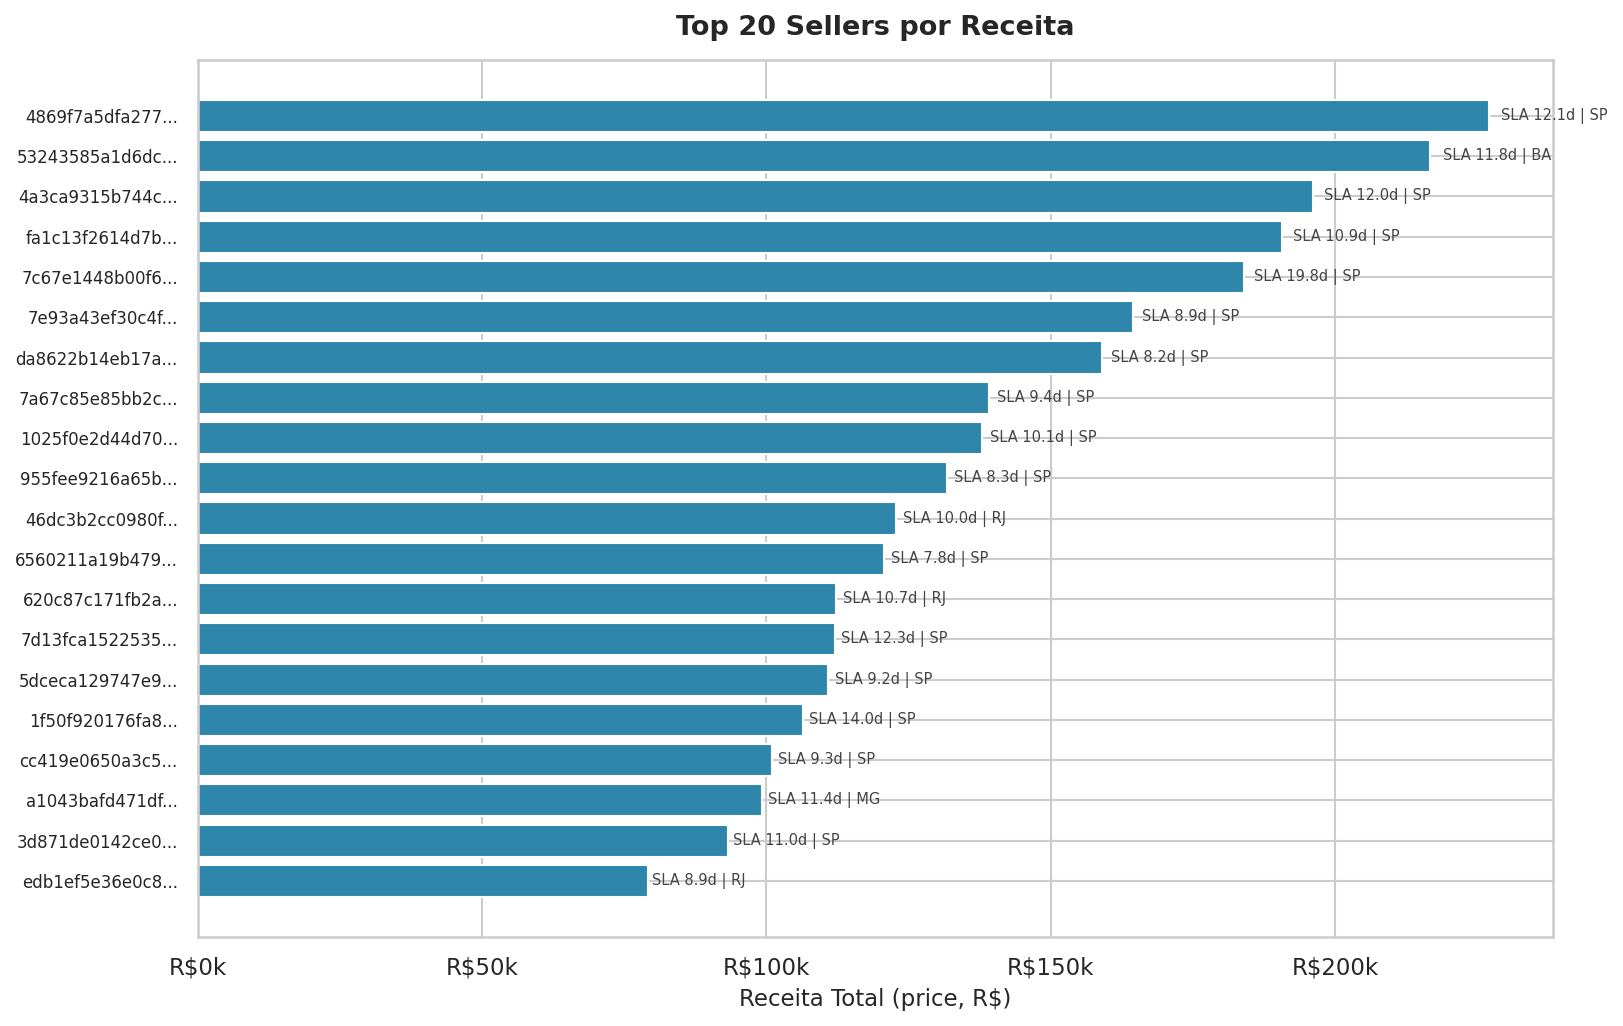 Top 20 Sellers por Receita
4869f7a5dfa277... SLA 12.1d | SP
53243585a1d6dc... SLA 11.8d | BA
4a3ca9315b744c... SLA 12.0d | SP
fa1c13f2614d7b... SLA 10.9d | SP
7c67e1448b00f6... SLA 19.8d | SP
7e93a43ef30c4f... SLA 8.9d | SP
da8622b14eb17a... SLA 8.2d | SP
7a67c85e85bb2c... SLA 9.4d | SP
1025f0e2d44d70... SLA 10.1d | SP
955fee9216a65b... SLA 8.3d | SP
46dc3b2cc0980f... SLA 10.0d | RJ
6560211a19b479... SLA 7.8d | SP
620c87c171fb2a... SLA 10.7d | RJ
7d13fca1522535... SLA 12.3d | SP
5dceca129747e9... SLA 9.2d | SP
1f50f920176fa8... SLA 14.0d | SP
cc419e0650a3c5... SLA 9.3d | SP
a1043bafd471df... SLA 11.4d | MG
3d871de0142ce0... SLA 11.0d | SP
edb1ef5e36e0c8... SLA 8.9d | RJ
R$0k R$50k R$100k R$150k R$200k
Receita Total (price, R$)